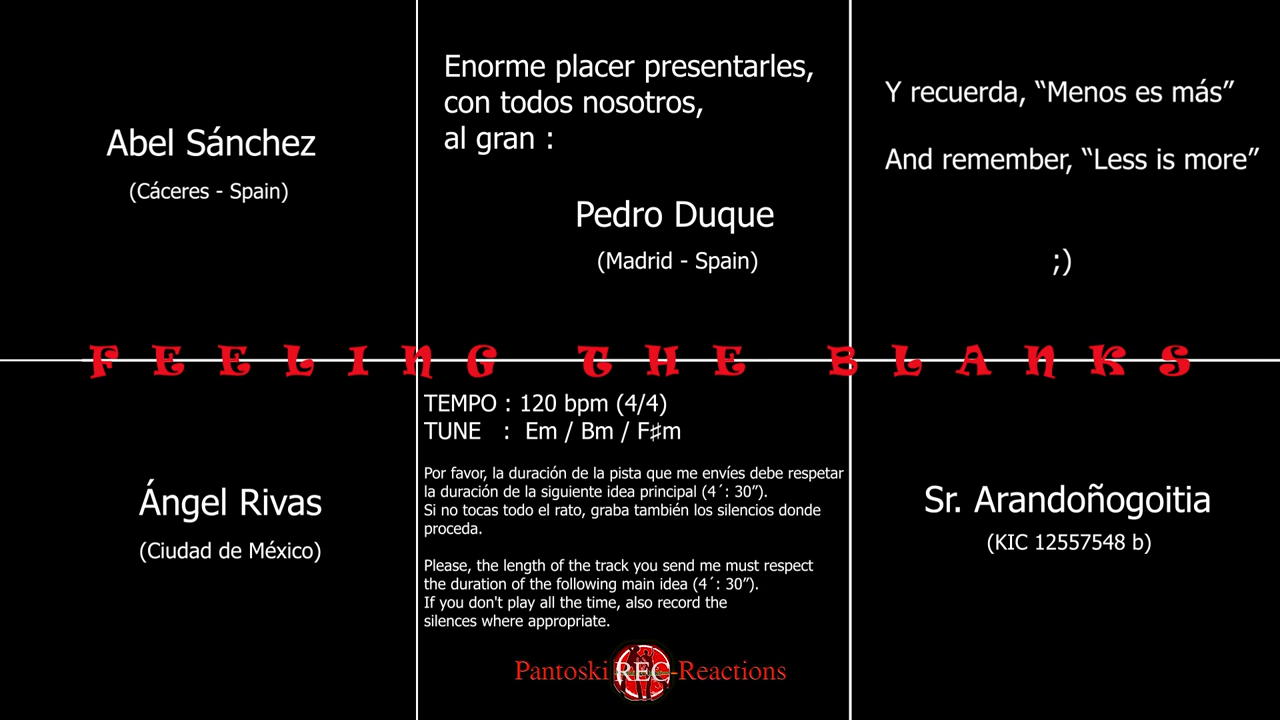 Abel Sánchez
(Cáceres - Spain)
Enorme placer presentarles,
con todos nosotros,
al gran :
Pedro Duque
(Madrid - Spain)
Y recuerda, “Menos es más”
And remember, “Less is more”
;)
FEELING THE BLANKS
Ángel Rivas
(Ciudad de México)
TEMPO : 120 bpm (4/4)
TUNE : Em / Bm / F♯m
Por favor, la duración de la pista que me envíes debe respetar
la duración de la siguiente idea principal (4´: 30”).
Si no tocas todo el rato, graba también los silencios donde
proceda.
Please, the length of the track you send me must respect
the duration of the following main idea (4´: 30”).
If you don't play all the time, also record the
silences where appropriate.
Pantoski REC-Reactions
Sr. Arandoñogoitia
(KIC 12557548 b)